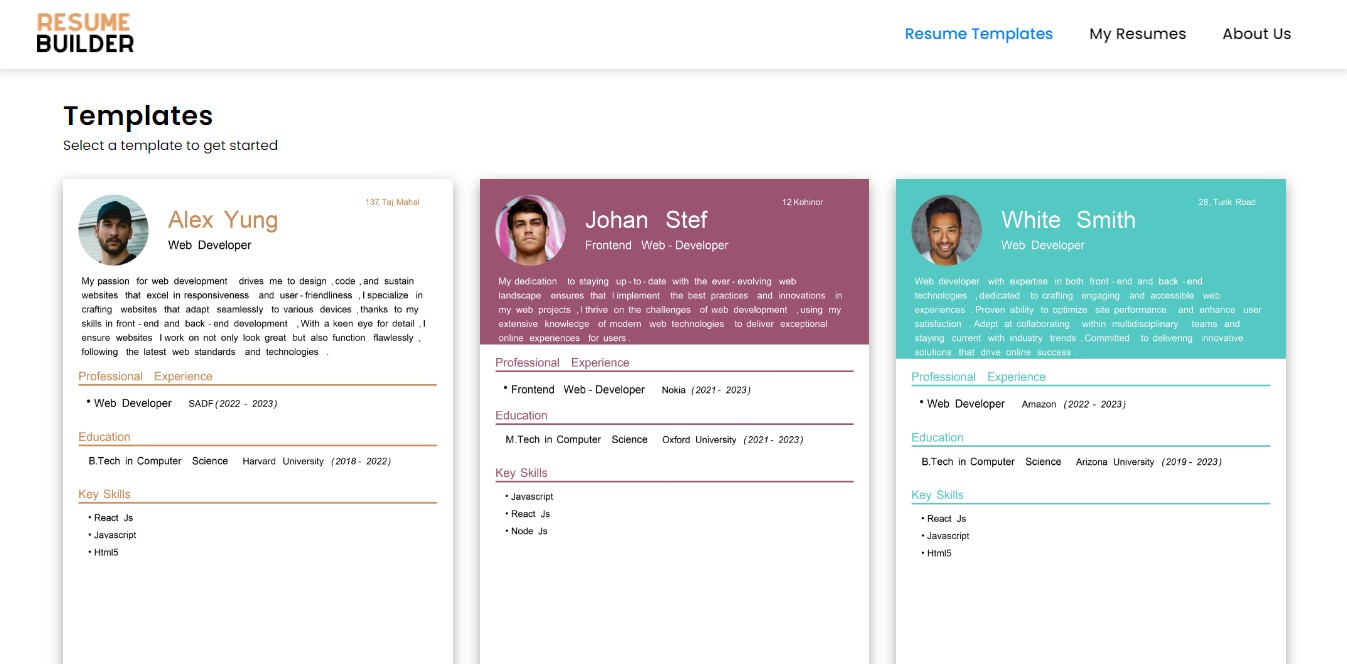 RESUME
BUILDER
Resume Templates My Resumes About Us
Templates
Select a template to get started
137, Taj Mahal
Alex Yung
Web Developer
My passion for web development drives me to design ,code ,and sustain
websites that excel in responsiveness and user-friendliness ,I specialize in
crafting websites that adapt seamlessly to various devices ,thanks to my
skills in front-end and back-end development ,With a keen eye for detail ,I
ensure websites I work on not only look great but also function flawlessly ,
following the latest web standards and technologies .
Professional Experience
• Web Developer SADF (2022 - 2023)
Education
B.Tech in Computer Science Harvard University (2018- 2022)
Key Skills
• React Js
• Javascript
• Html5
12 Kohinor
Johan Stef
Frontend Web-Developer
My dedication to staying up-to-date with the ever-evolving web
landscape ensures that I implement the best practices and innovations in
my web projects ,I thrive on the challenges of web development ,using my
extensive knowledge of modern web technologies to deliver exceptional
online experiences for users.
Professional Experience
• Frontend Web-Developer Nokia (2021- 2023)
Education
M.Tech in Computer Science Oxford University (2021- 2023)
Key Skills
• Javascript
• React Js
• Node Js
28, Tunk Road
White Smith
Web Developer
Web developer with expertise in both front-end and back-end
technologies ,dedicated to crafting engaging and accessible web
experiences .Proven ability to optimize site performance and enhance user
satisfaction .Adept at collaborating within multidisciplinary teams and
staying current with industry trends .Committed to delivering innovative
solutions that drive online success .
Professional Experience
• Web Developer Amazon (2022 - 2023)
Education
B.Tech in Computer Science Arizona University (2019 - 2023)
Key Skills
• React Js
• Javascript
• Html5